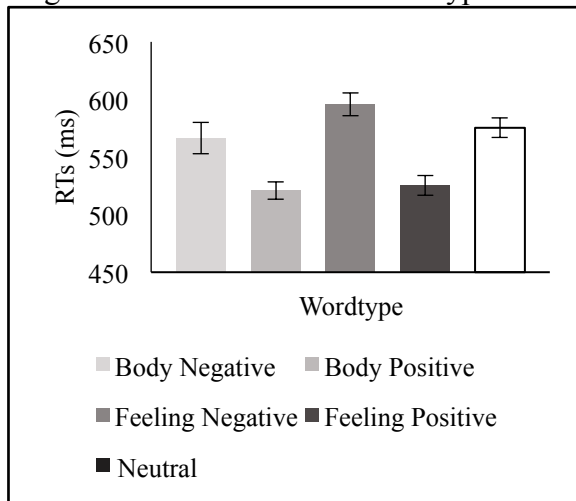 650
600
550
500
450
RTs (ms)
Wordtype
Body Negative Body Positive
Feeling Negative Feeling Positive
Neutral